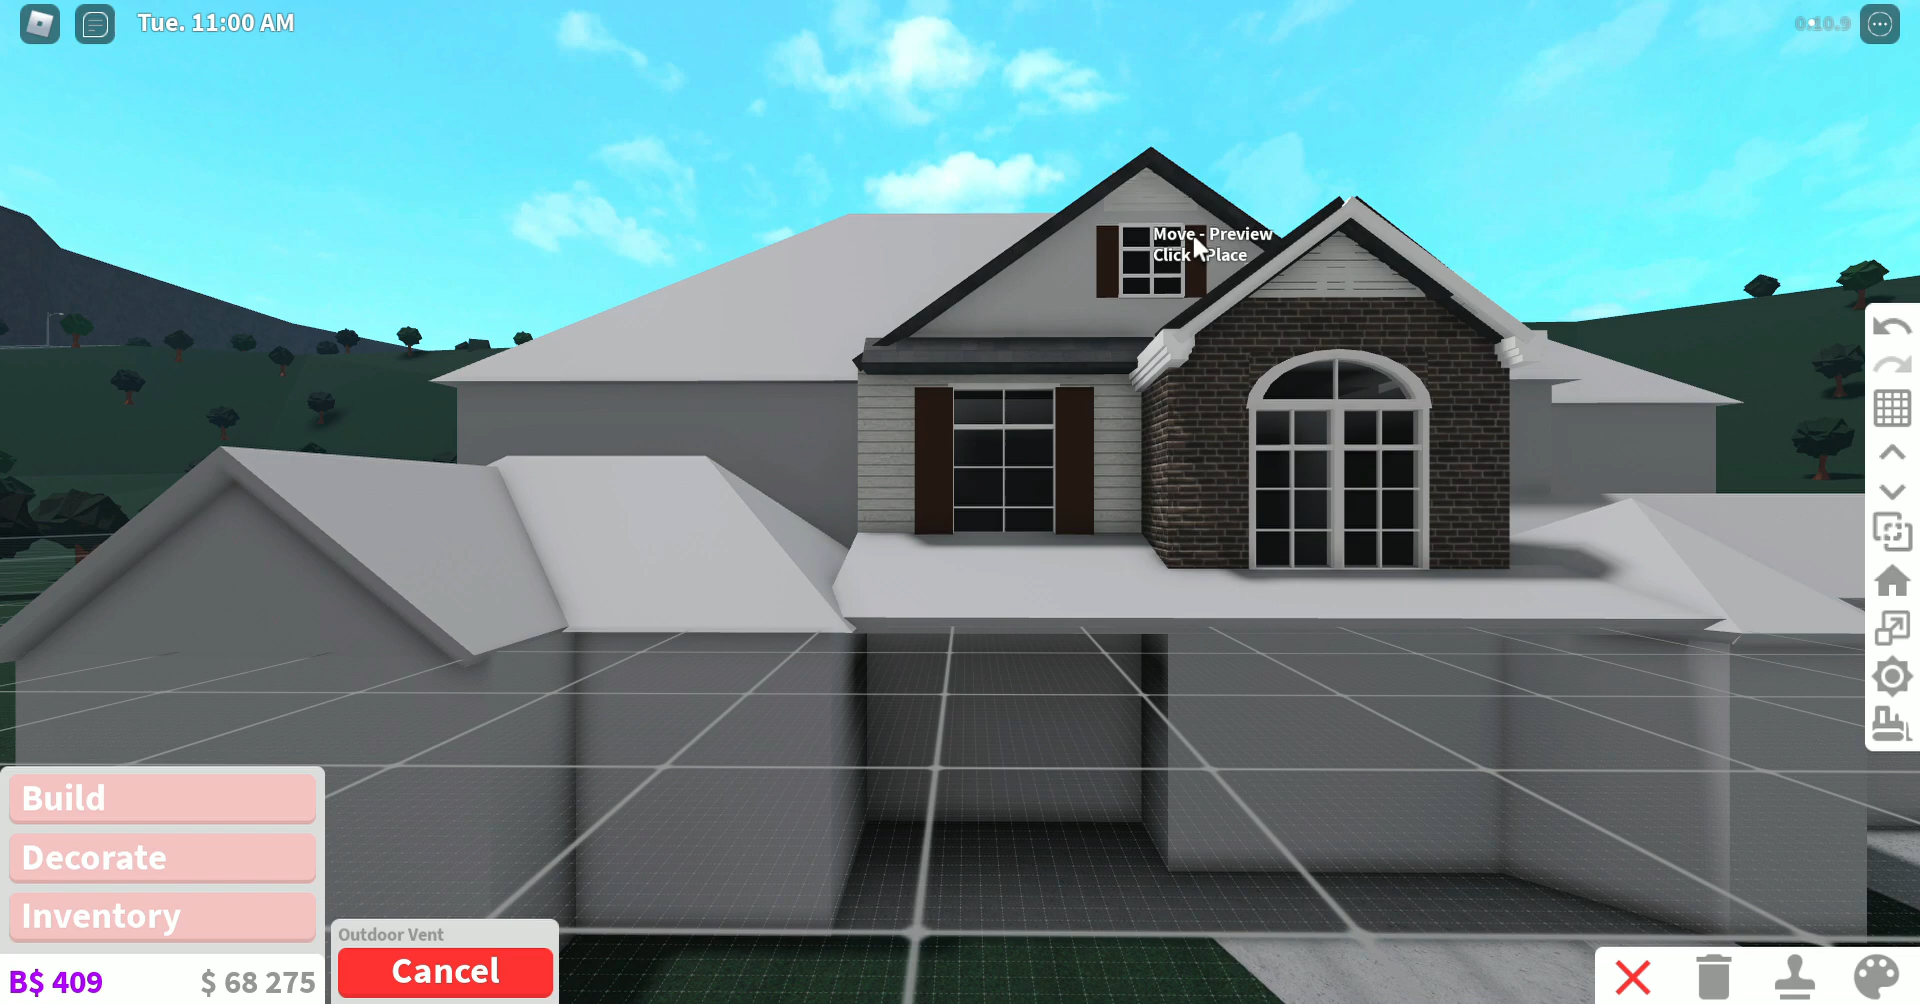 Tue. 11:00 AM
Move - Preview
Click - Place
Build
Decorate
Inventory
Outdoor Vent
Cancel
B$ 409
$ 68 275